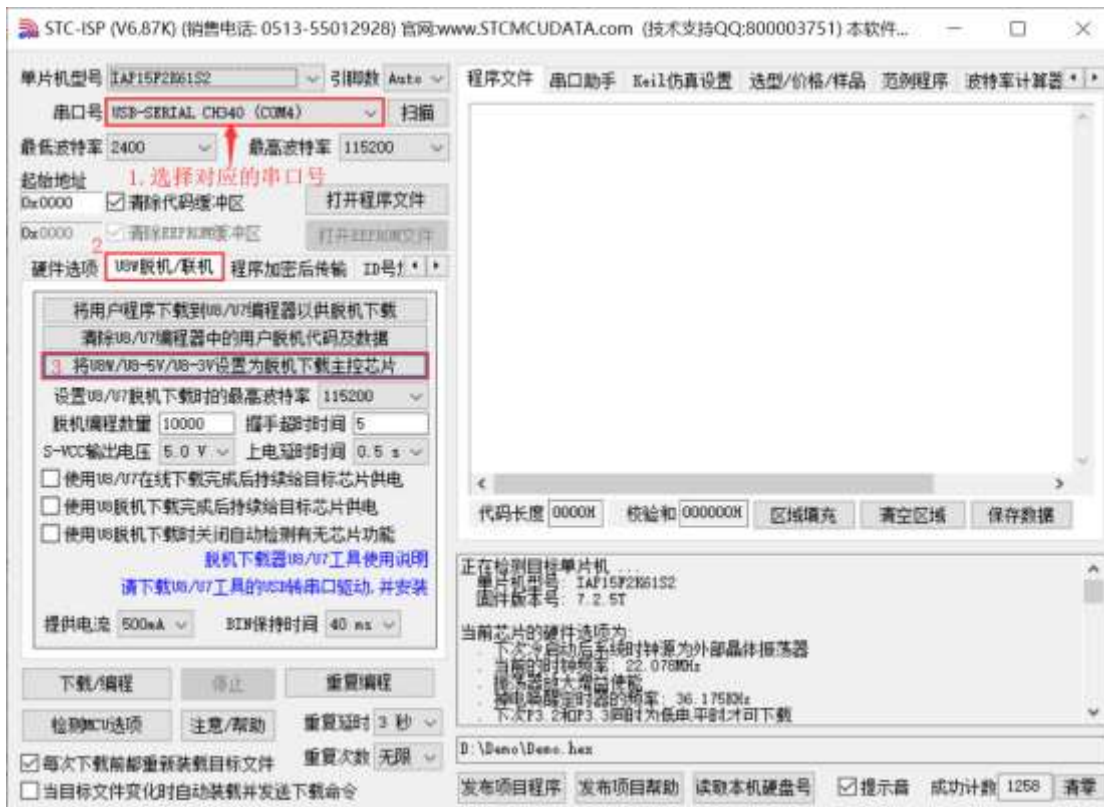 STC-ISP (V6.87K) (销售电话: 0513-55012928) 官网:www.STCMCUDATA.com (技术支持QQ:800003751) 本软件...
单片机型号 IAP15F2K61S2 引脚数 Auto
串口号 USB-SERIAL CH340 (COM4) 扫描
最低波特率 2400 最高波特率 115200
1. 选择对应的串口号
起始地址
0x0000 清除代码缓冲区 打开程序文件
0x0000 清除EEPROM缓冲区 打开EEPROM文件
2
硬件选项 U8W脱机/联机 程序加密后传输 ID号
将用户程序下载到U8/U7编程器以供脱机下载
清除U8/U7编程器中的用户脱机代码及数据
3 将U8W/U8-5V/U8-3V设置为脱机下载主控芯片
设置U8/U7脱机下载时的最高波特率 115200
脱机编程数量 10000 握手超时时间 5
S-VCC输出电压 5.0 V 上电延时时间 0.5 s
使用U8/U7在线下载完成后持续给目标芯片供电
使用U8脱机下载完成后持续给目标芯片供电
使用U8脱机下载时关闭自动检测有无芯片功能
脱机下载器U8/U7工具使用说明
请下载U8/U7工具的USB转串口驱动,并安装
提供电流 500mA BIN保持时间 40 ms
下载/编程 停止 重复编程
检测MCU选项 注意/帮助 重复延时 3 秒
每次下载前都重新装载目标文件 重复次数 无限
当目标文件变化时自动装载并发送下载命令
程序文件 串口助手 Keil仿真设置 选型/价格/样品 范例程序 波特率计算器
代码长度 0000H 校验和 000000H 区域填充 清空区域 保存数据
正在检测目标单片机 ...
单片机型号: IAP15F2K61S2
固件版本号: 7.2.5T
当前芯片的硬件选项为:
. 下次冷启动后系统时钟源为外部晶体振荡器
. 当前的时钟频率: 22.078MHz
. 振荡器的大增益使能
. 掉电唤醒定时器的频率: 36.175KHz
. 下次P3.2和P3.3同时为低电平时才可下载
D:\Demo\Demo.hex
发布项目程序 发布项目帮助 读取本机硬盘号 提示音 成功计数 1258 清零